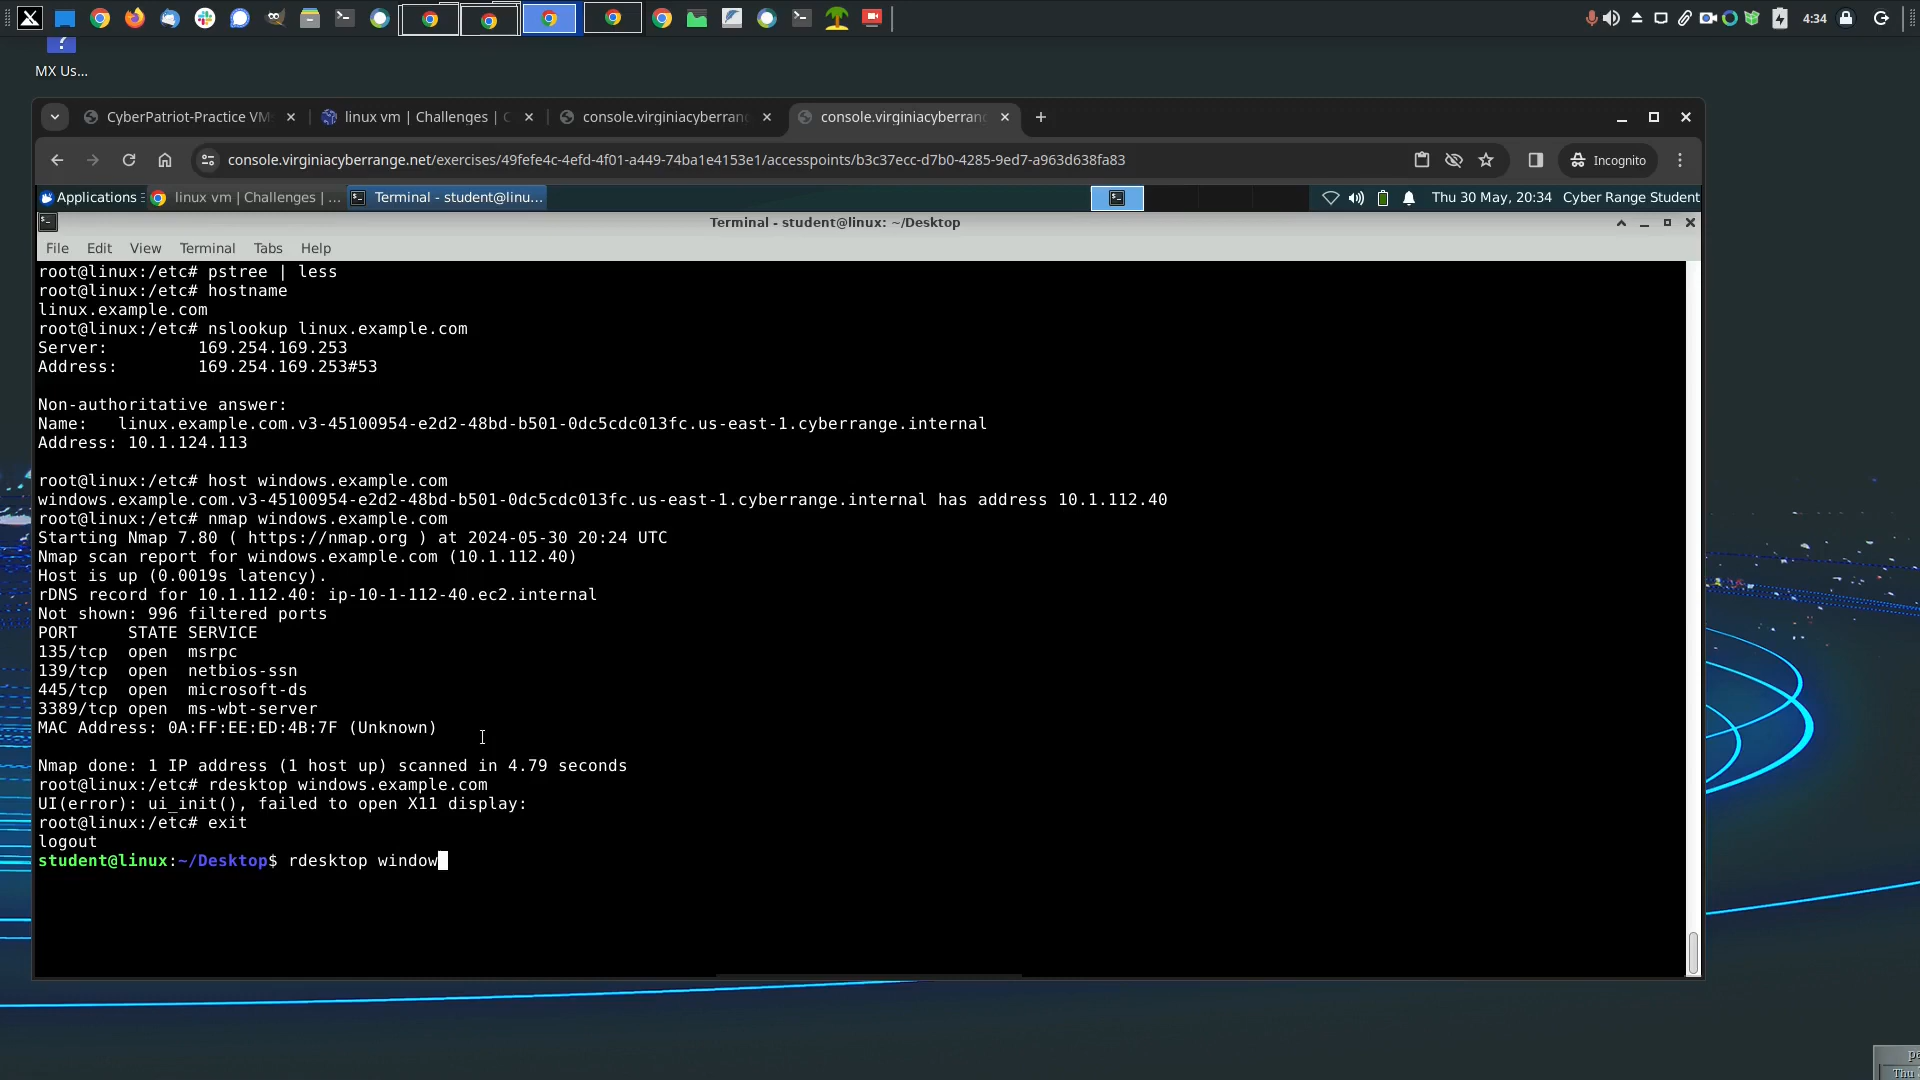 4:34
?
MX Us...
CyberPatriot-Practice VM
linux vm | Challenges | C
console.virginiacyberran
console.virginiacyberran
console.virginiacyberrange.net/exercises/49fefe4c-4efd-4f01-a449-74ba1e4153e1/accesspoints/b3c37ecc-d7b0-4285-9ed7-a963d638fa83
Incognito
Applications
linux vm | Challenges | ...
Terminal - student@linu...
Thu 30 May, 20:34
Cyber Range Student
Terminal - student@linux: ~/Desktop
File Edit View Terminal Tabs Help
root@linux:/etc# pstree | less
root@linux:/etc# hostname
linux.example.com
root@linux:/etc# nslookup linux.example.com
Server: 169.254.169.253
Address: 169.254.169.253#53
Non-authoritative answer:
Name: linux.example.com.v3-45100954-e2d2-48bd-b501-0dc5cdc013fc.us-east-1.cyberrange.internal
Address: 10.1.124.113
root@linux:/etc# host windows.example.com
windows.example.com.v3-45100954-e2d2-48bd-b501-0dc5cdc013fc.us-east-1.cyberrange.internal has address 10.1.112.40
root@linux:/etc# nmap windows.example.com
Starting Nmap 7.80 ( https://nmap.org ) at 2024-05-30 20:24 UTC
Nmap scan report for windows.example.com (10.1.112.40)
Host is up (0.0019s latency).
rDNS record for 10.1.112.40: ip-10-1-112-40.ec2.internal
Not shown: 996 filtered ports
PORT STATE SERVICE
135/tcp open msrpc
139/tcp open netbios-ssn
445/tcp open microsoft-ds
3389/tcp open ms-wbt-server
MAC Address: 0A:FF:EE:ED:4B:7F (Unknown)
Nmap done: 1 IP address (1 host up) scanned in 4.79 seconds
root@linux:/etc# rdesktop windows.example.com
UI(error): ui_init(), failed to open X11 display:
root@linux:/etc# exit
logout
student@linux:~/Desktop$ rdesktop window
pa
Thu